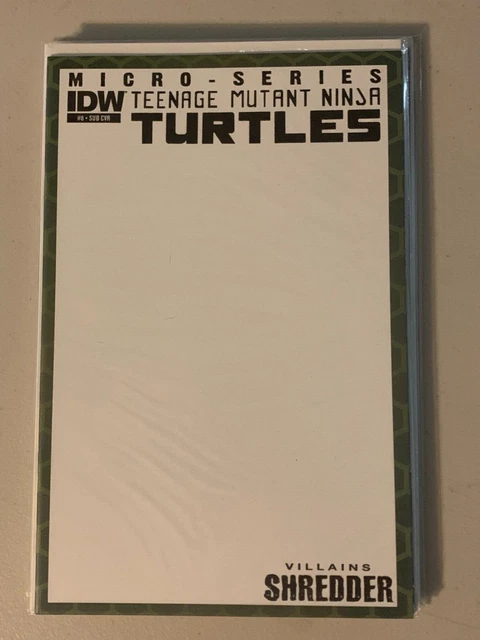 MICRO-SERIES
IDW TEENAGE MUTANT NINJA
#8 • SUB CVR
TURTLES
VILLAINS
SHREDDER